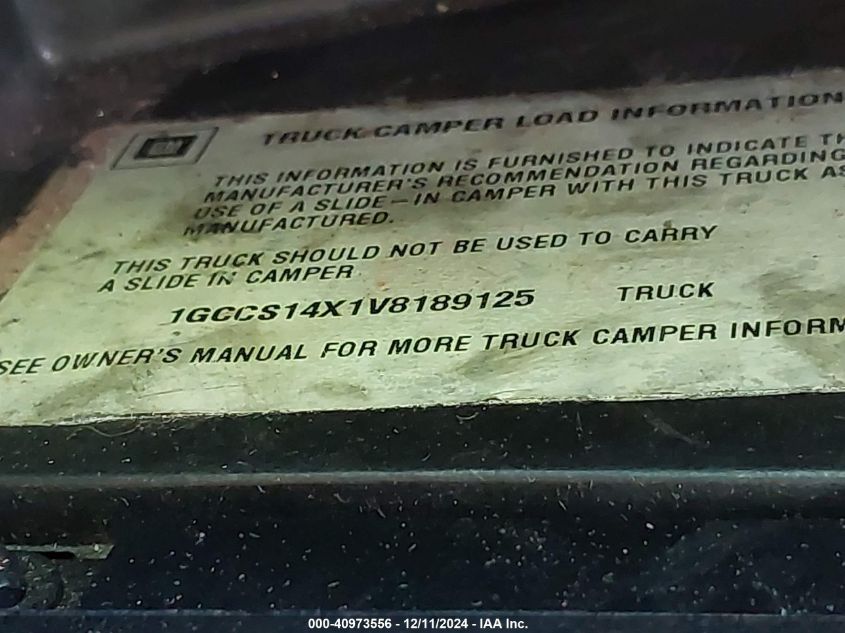 GM
TRUCK CAMPER LOAD INFORMATION
THIS INFORMATION IS FURNISHED TO INDICATE TH
MANUFACTURER'S RECOMMENDATION REGARDING
USE OF A SLIDE-IN CAMPER WITH THIS TRUCK AS
MANUFACTURED.
THIS TRUCK SHOULD NOT BE USED TO CARRY
A SLIDE IN CAMPER
1GCCS14X1V8189125 TRUCK
SEE OWNER'S MANUAL FOR MORE TRUCK CAMPER INFORM
000-40973556 - 12/11/2024 - IAA Inc.